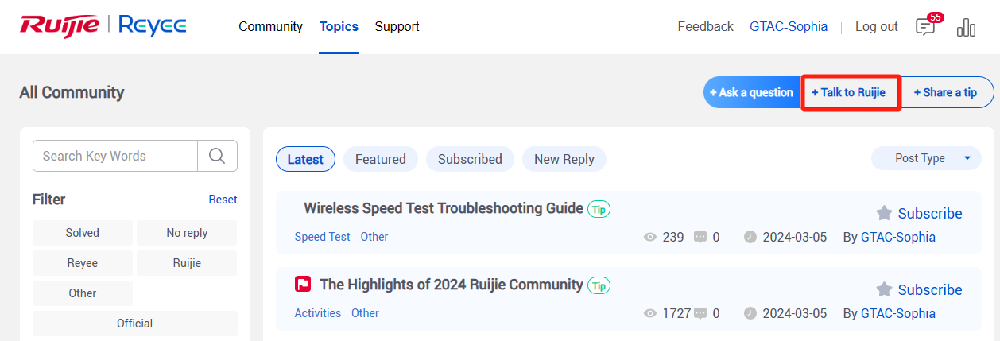 Ruijie | Reyee Community Topics Support Feedback GTAC-Sophia Log out 55
All Community + Ask a question + Talk to Ruijie + Share a tip
Search Key Words
Latest Featured Subscribed New Reply Post Type
Filter Reset
Solved No reply
Reyee Ruijie
Other
Official
Wireless Speed Test Troubleshooting Guide Tip Subscribe
Speed Test Other 239 0 2024-03-05 By GTAC-Sophia
The Highlights of 2024 Ruijie Community Tip Subscribe
Activities Other 1727 0 2024-03-05 By GTAC-Sophia